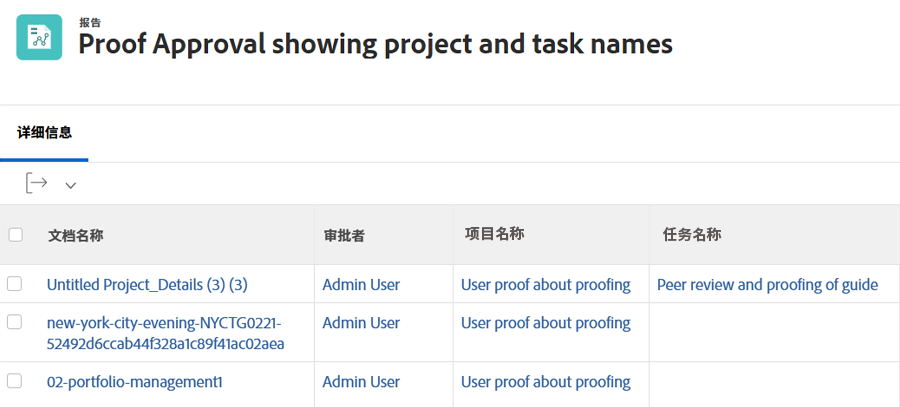 报告
Proof Approval showing project and task names
详细信息
文档名称 审批者 项目名称 任务名称
Untitled Project_Details (3) (3) Admin User User proof about proofing Peer review and proofing of guide
new-york-city-evening-NYCTG0221- Admin User User proof about proofing
52492d6ccab44f328a1c89f41ac02aea
02-portfolio-management1 Admin User User proof about proofing